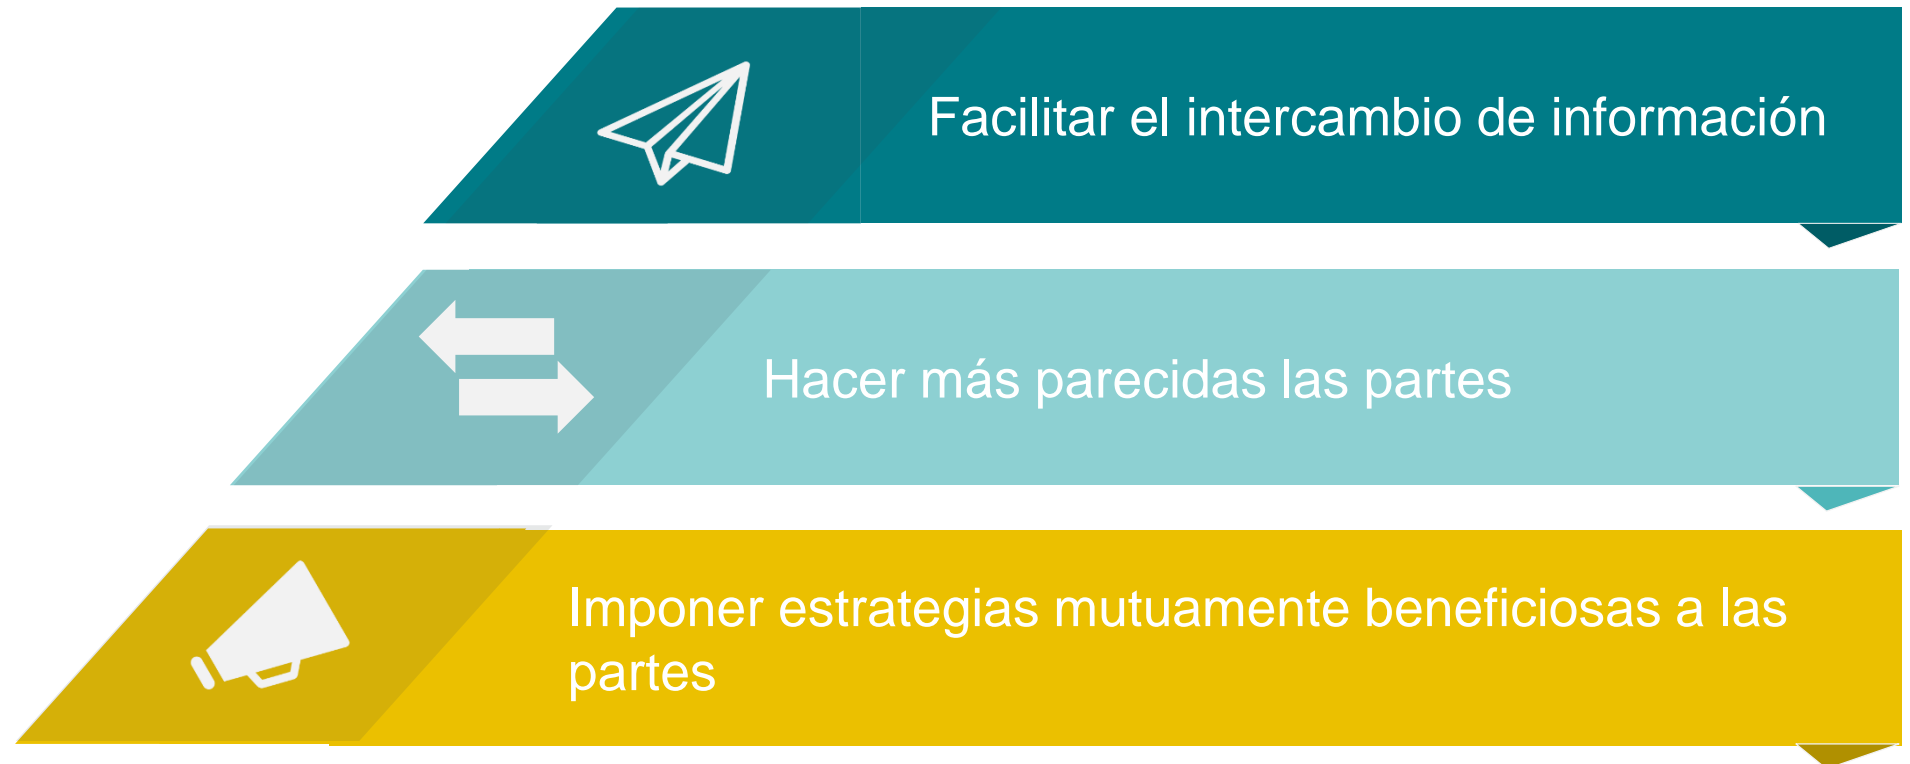 Facilitar el intercambio de información
Hacer más parecidas las partes
Imponer estrategias mutuamente beneficiosas a las
partes